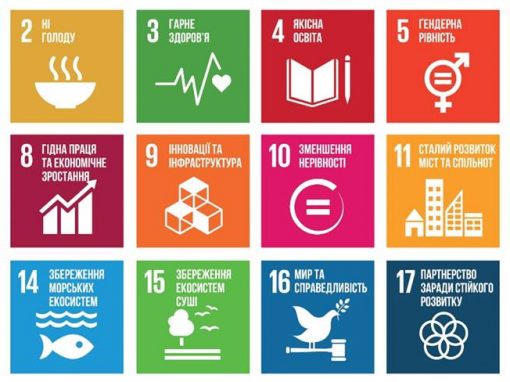 2 НІ
ГОЛОДУ
3 ГАРНЕ
ЗДОРОВ'Я
4 ЯКІСНА
ОСВІТА
5 ГЕНДЕРНА
РІВНІСТЬ
8 ГІДНА ПРАЦЯ
ТА ЕКОНОМІЧНЕ
ЗРОСТАННЯ
9 ІННОВАЦІЇ ТА
ІНФРАСТРУКТУРА
10 ЗМЕНШЕННЯ
НЕРІВНОСТІ
11 СТАЛИЙ РОЗВИТОК
МІСТ ТА СПІЛЬНОТ
14 ЗБЕРЕЖЕННЯ
МОРСЬКИХ
ЕКОСИСТЕМ
15 ЗБЕРЕЖЕННЯ
ЕКОСИСТЕМ
СУШІ
16 МИР ТА
СПРАВЕДЛИВІСТЬ
17 ПАРТНЕРСТВО
ЗАРАДИ СТІЙКОГО
РОЗВИТКУ